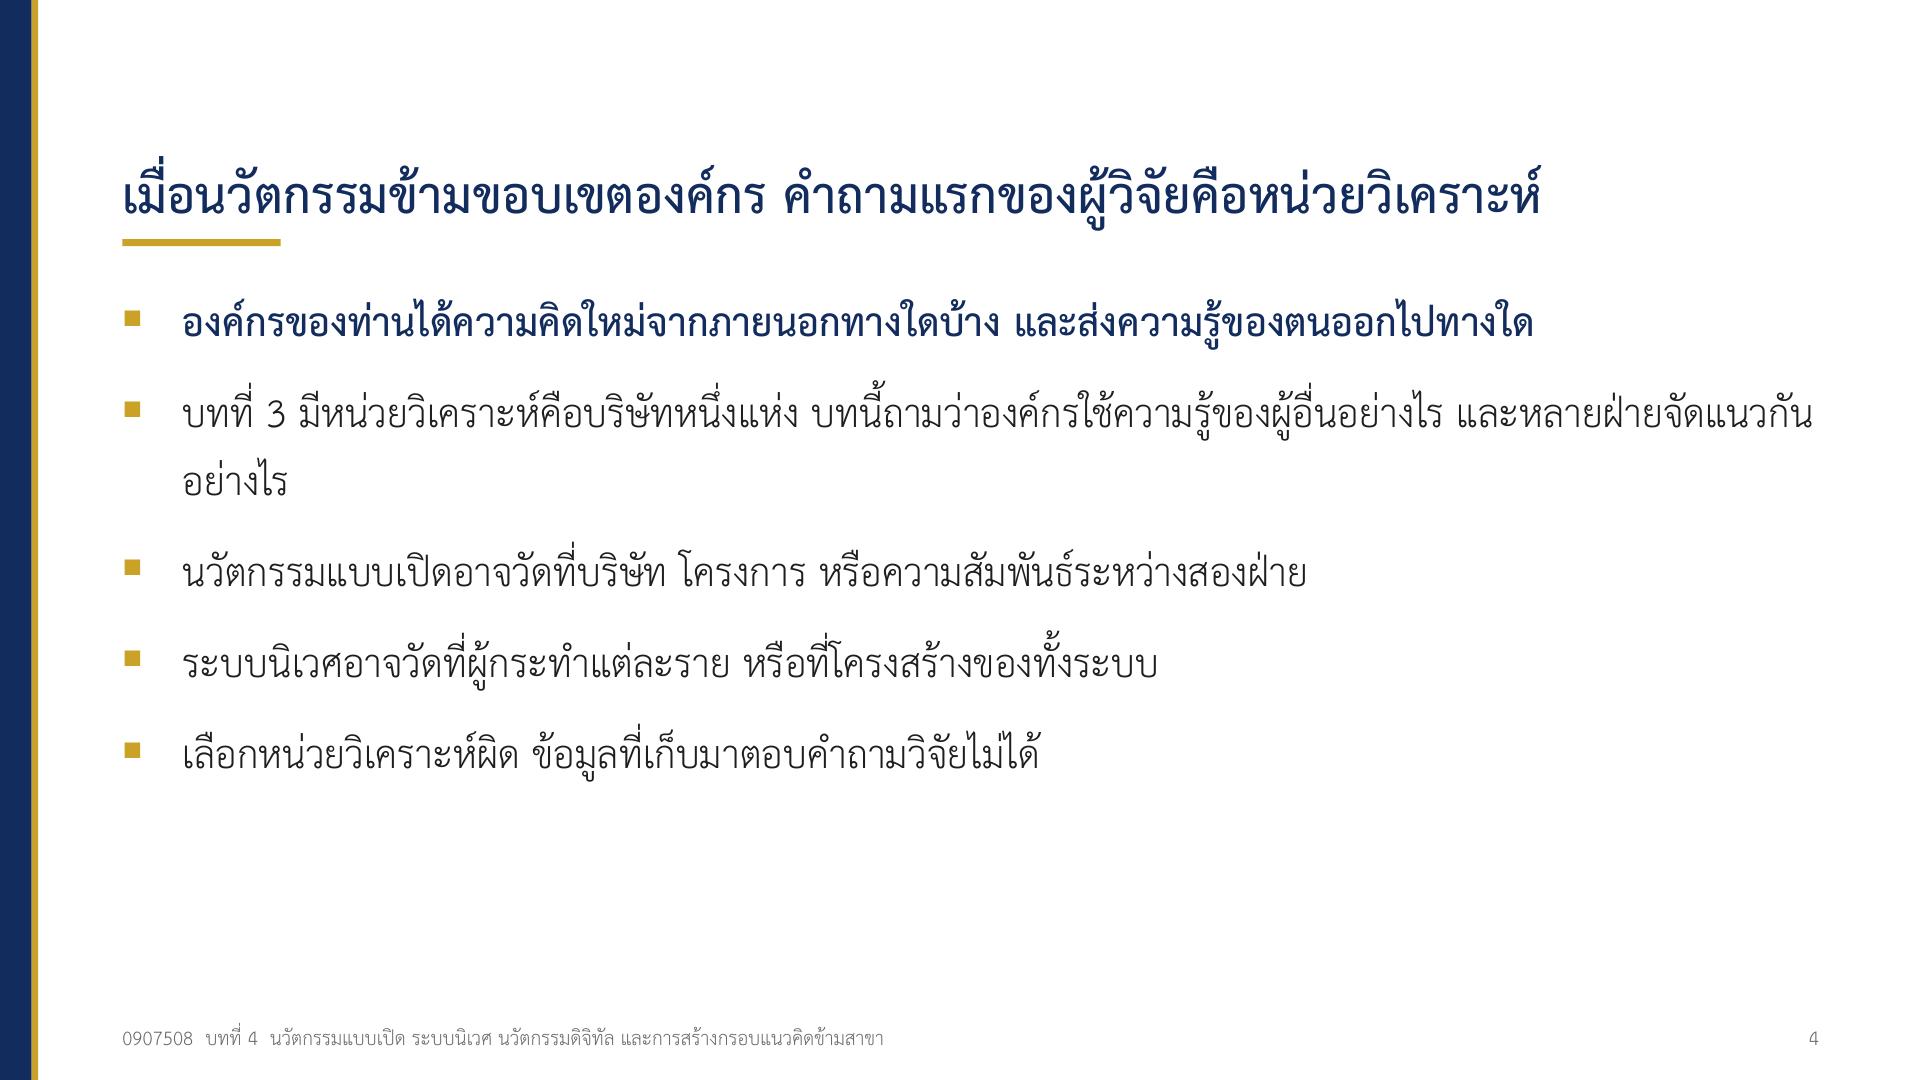 เมื่อนวัตกรรมข้ามขอบเขตองค์กร คำถามแรกของผู้วิจัยคือหน่วยวิเคราะห์
องค์กรของท่านได้ความคิดใหม่จากภายนอกทางใดบ้าง และส่งความรู้ของตนออกไปทางใด
บทที่ 3 มีหน่วยวิเคราะห์คือบริษัทหนึ่งแห่ง บทนี้ถามว่าองค์กรใช้ความรู้ของผู้อื่นอย่างไร และหลายฝ่ายจัดแนวกัน
อย่างไร
นวัตกรรมแบบเปิดอาจวัดที่บริษัท โครงการ หรือความสัมพันธ์ระหว่างสองฝ่าย
ระบบนิเวศอาจวัดที่ผู้กระทำแต่ละราย หรือที่โครงสร้างของทั้งระบบ
เลือกหน่วยวิเคราะห์ผิด ข้อมูลที่เก็บมาตอบคำถามวิจัยไม่ได้
0907508 บทที่ 4 นวัตกรรมแบบเปิด ระบบนิเวศ นวัตกรรมดิจิทัล และการสร้างกรอบแนวคิดข้ามสาขา
4